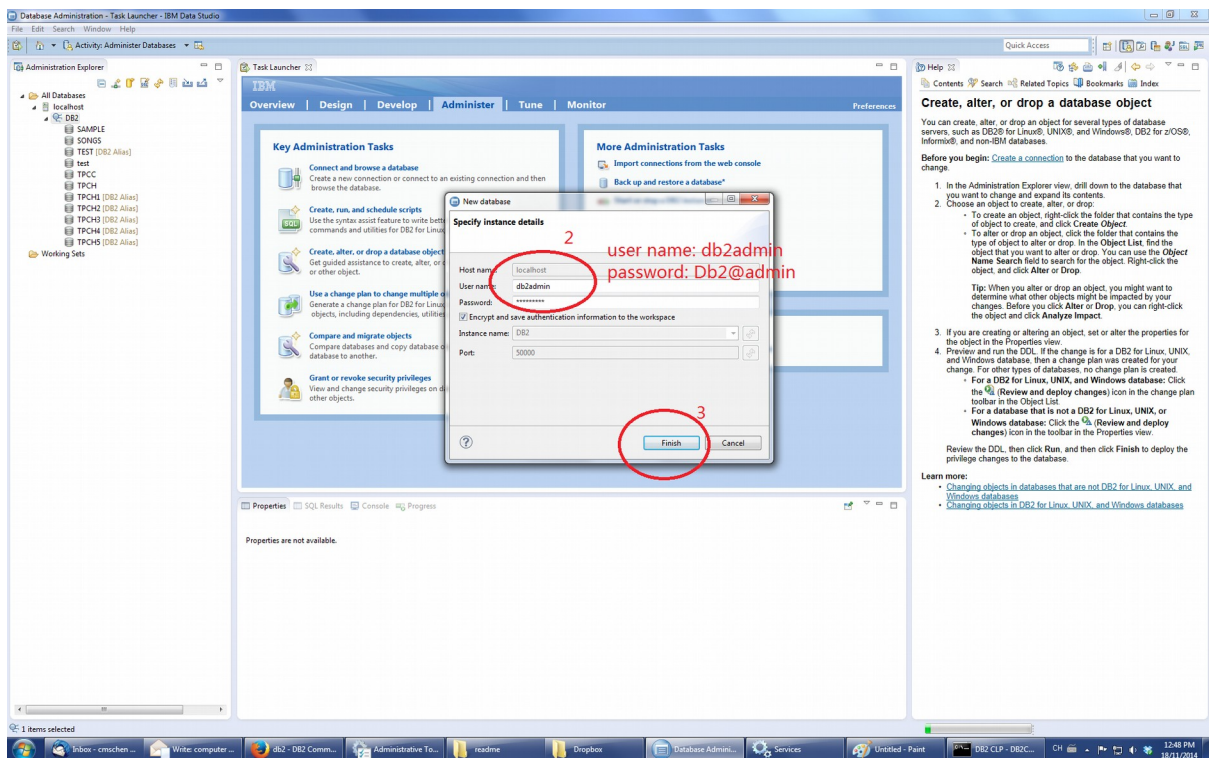 Database Administration - Task Launcher - IBM Data Studio
File Edit Search Window Help
Activity: Administer Databases
Quick Access
Administration Explorer
All Databases
localhost
DB2
SAMPLE
SONGS
TEST [DB2 Alias]
test
TPCC
TPCH
TPCH1 [DB2 Alias]
TPCH2 [DB2 Alias]
TPCH3 [DB2 Alias]
TPCH4 [DB2 Alias]
TPCH5 [DB2 Alias]
Working Sets
Task Launcher
IBM
Overview | Design | Develop | Administer | Tune | Monitor
Preferences
Key Administration Tasks
Connect and browse a database
Create a new connection or connect to an existing connection and then
browse the database.
Create, run, and schedule scripts
Use the syntax assist feature to write bette
commands and utilities for DB2 for Linux
Create, alter, or drop a database object
Get guided assistance to create, alter, or
or other object.
Use a change plan to change multiple o
Generate a change plan for DB2 for Linux
objects, including dependencies, utilities
Compare and migrate objects
Compare databases and copy database o
database to another.
Grant or revoke security privileges
View and change security privileges on d
other objects.
More Administration Tasks
Import connections from the web console
Back up and restore a database*
New database
Specify instance details
2
user name: db2admin
password: Db2@admin
Host name: localhost
User name: db2admin
Password: *********
Encrypt and save authentication information to the workspace
Instance name: DB2
Port: 50000
3
Finish
Cancel
Properties SQL Results Console Progress
Properties are not available.
Help
Contents Search Related Topics Bookmarks Index
Create, alter, or drop a database object
You can create, alter, or drop an object for several types of database
servers, such as DB2® for Linux®, UNIX®, and Windows®, DB2 for z/OS®,
Informix®, and non-IBM databases.
Before you begin: Create a connection to the database that you want to
change.
1. In the Administration Explorer view, drill down to the database that
you want to change and expand its contents.
2. Choose an object to create, alter, or drop:
• To create an object, right-click the folder that contains the type
of object to create, and click Create Object.
• To alter or drop an object, click the folder that contains the
type of object to alter or drop. In the Object List, find the
object that you want to alter or drop. You can use the Object
Name Search field to search for the object. Right-click the
object, and click Alter or Drop.
Tip: When you alter or drop an object, you might want to
determine what other objects might be impacted by your
changes. Before you click Alter or Drop, you can right-click
the object and click Analyze Impact.
3. If you are creating or altering an object, set or alter the properties for
the object in the Properties view.
4. Preview and run the DDL. If the change is for a DB2 for Linux, UNIX,
and Windows database, then a change plan was created for your
change. For other types of databases, no change plan is created.
• For a DB2 for Linux, UNIX, and Windows database: Click
the (Review and deploy changes) icon in the change plan
toolbar in the Object List.
• For a database that is not a DB2 for Linux, UNIX, or
Windows database: Click the (Review and deploy
changes) icon in the toolbar in the Properties view.
Review the DDL, then click Run, and then click Finish to deploy the
privilege changes to the database.
Learn more:
• Changing objects in databases that are not DB2 for Linux, UNIX, and
Windows databases
• Changing objects in DB2 for Linux, UNIX, and Windows databases
1 items selected
Inbox - cmschen ...
Write: computer ...
db2 - DB2 Comm...
Administrative To...
readme
Dropbox
Database Admini...
Services
Untitled - Paint
DB2 CLP - DB2C...
CH
12:48 PM
18/11/2014